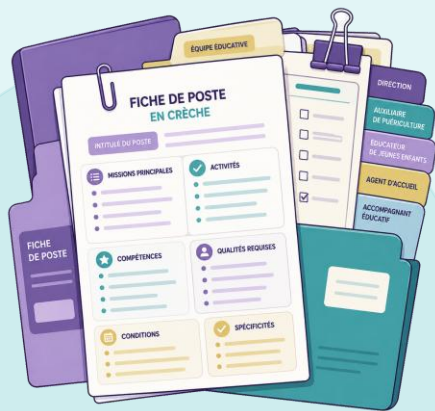 ÉQUIPE ÉDUCATIVE
FICHE DE POSTE
EN CRÈCHE
INTITULÉ DU POSTE
MISSIONS PRINCIPALES
ACTIVITÉS
COMPÉTENCES
QUALITÉS REQUISES
CONDITIONS
SPÉCIFICITÉS
FICHE
DE POSTE
DIRECTION
AUXILIAIRE
DE PUÉRICULTURE
ÉDUCATEUR
DE JEUNES ENFANTS
AGENT D'ACCUEIL
ACCOMPAGNANT
ÉDUCATIF